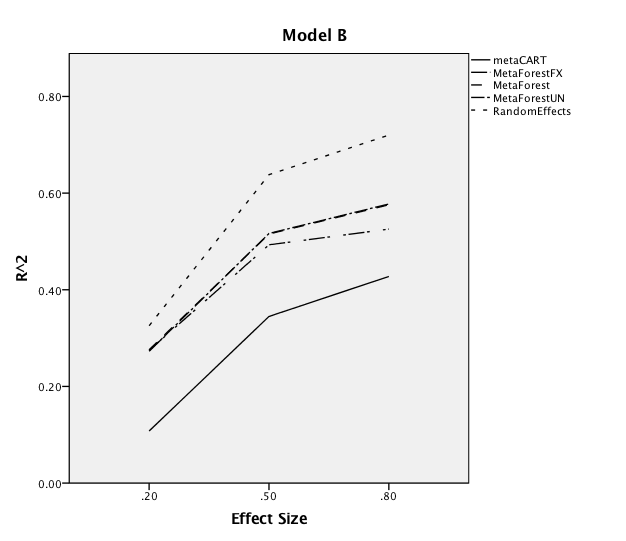 Model B
metaCART
MetaForestFX
MetaForest
MetaForestUN
RandomEffects
0.80
0.60
0.40
0.20
0.00
R^2
.20 .50 .80
Effect Size